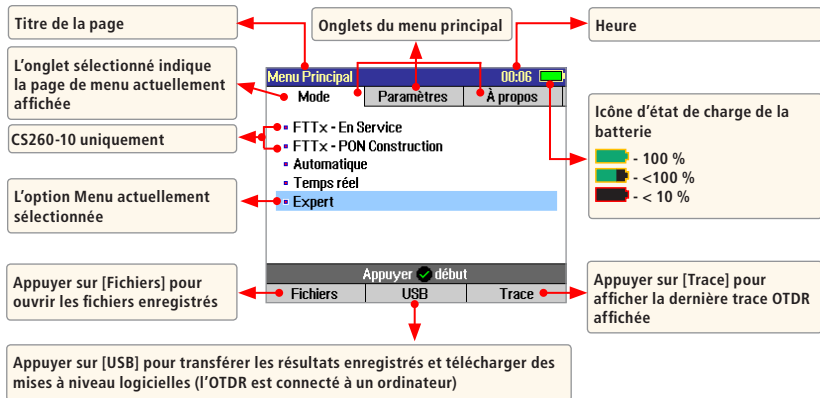 Titre de la page
Onglets du menu principal
Heure
L'onglet sélectionné indique
la page de menu actuellement
affichée
CS260-10 uniquement
L'option Menu actuellement
sélectionnée
Appuyer sur [Fichiers] pour
ouvrir les fichiers enregistrés
Menu Principal 00:06
Mode Paramètres À propos
FTTx - En Service
FTTx - PON Construction
Automatique
Temps réel
Expert
Appuyer début
Fichiers USB Trace
Icône d'état de charge de la
batterie
- 100 %
- <100 %
- < 10 %
Appuyer sur [Trace] pour
afficher la dernière trace OTDR
affichée
Appuyer sur [USB] pour transférer les résultats enregistrés et télécharger des
mises à niveau logicielles (l'OTDR est connecté à un ordinateur)